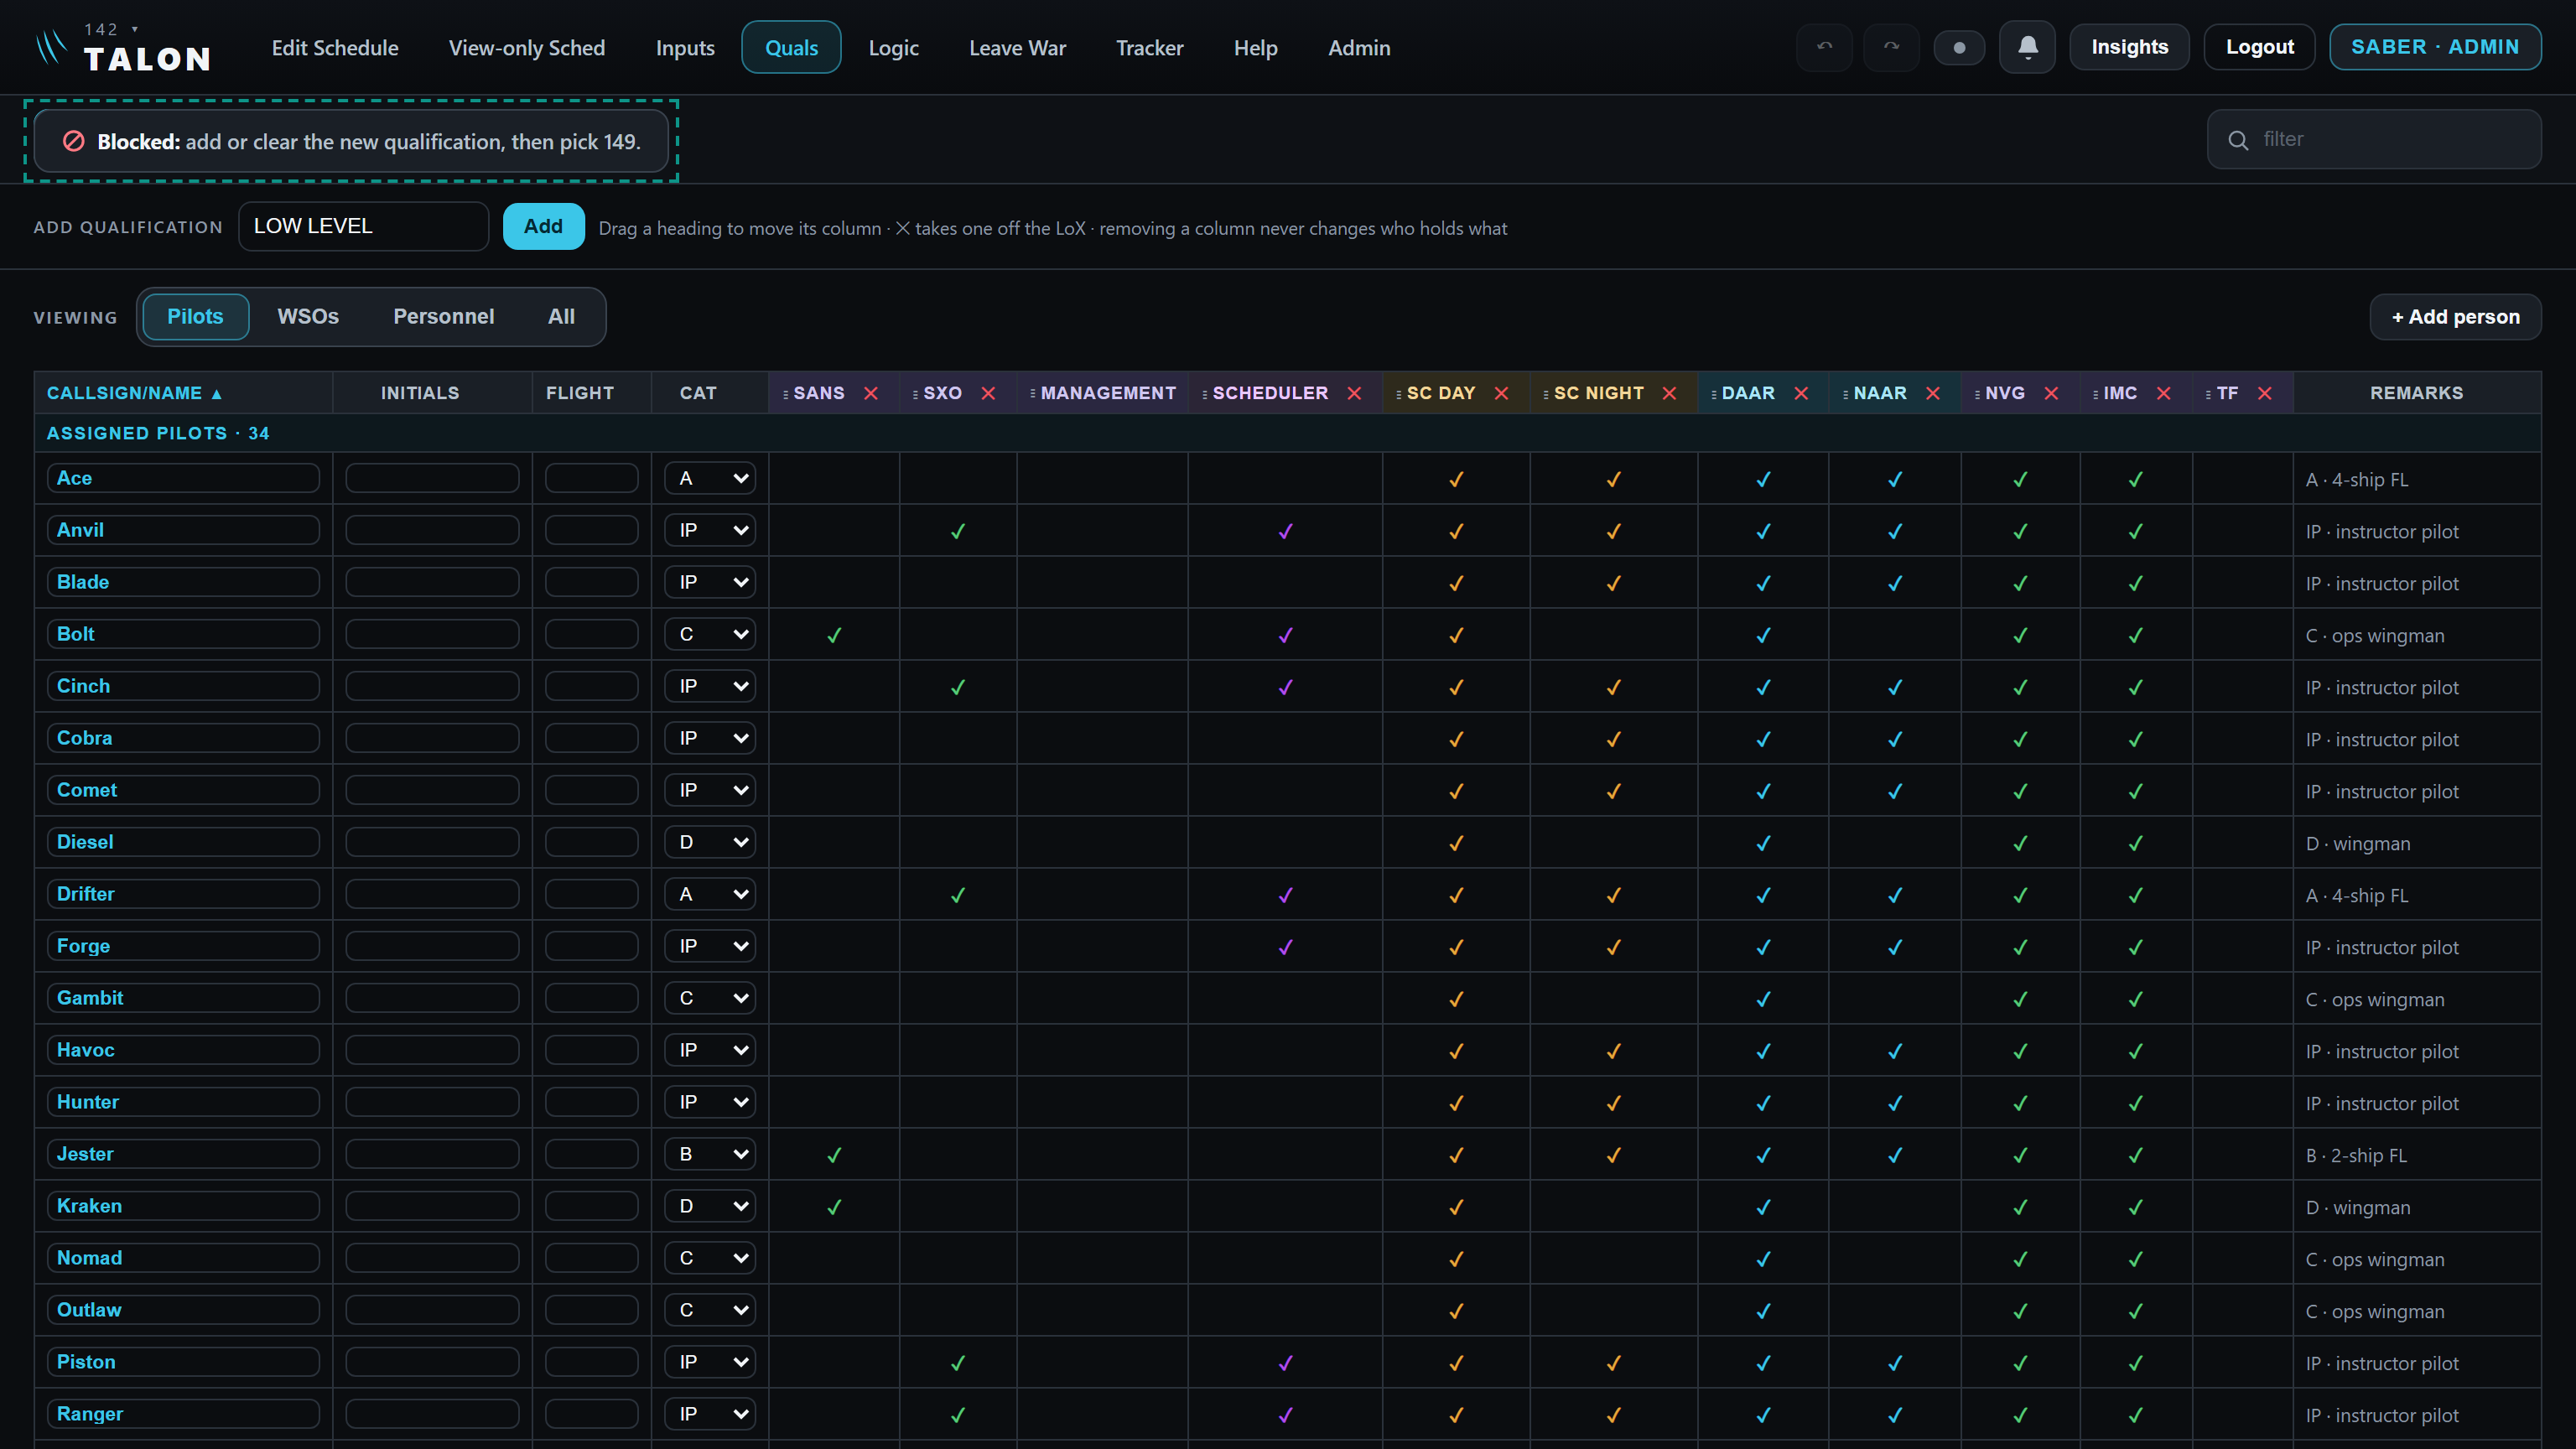 142 ▾
TALON
Edit Schedule View-only Sched Inputs Quals Logic Leave War Tracker Help Admin
Insights Logout SABER · ADMIN
Blocked: add or clear the new qualification, then pick 149.
filter
ADD QUALIFICATION LOW LEVEL Add Drag a heading to move its column · ✕ takes one off the LoX · removing a column never changes who holds what
VIEWING Pilots WSOs Personnel All
+ Add person
CALLSIGN/NAME ▲ INITIALS FLIGHT CAT SANS ✕ SXO ✕ MANAGEMENT SCHEDULER ✕ SC DAY ✕ SC NIGHT ✕ DAAR ✕ NAAR ✕ NVG ✕ IMC ✕ TF ✕ REMARKS
ASSIGNED PILOTS · 34
Ace A ✓ ✓ ✓ ✓ ✓ ✓ A · 4-ship FL
Anvil IP ✓ ✓ ✓ ✓ ✓ ✓ ✓ ✓ IP · instructor pilot
Blade IP ✓ ✓ ✓ ✓ ✓ ✓ IP · instructor pilot
Bolt C ✓ ✓ ✓ ✓ ✓ ✓ C · ops wingman
Cinch IP ✓ ✓ ✓ ✓ ✓ ✓ ✓ ✓ IP · instructor pilot
Cobra IP ✓ ✓ ✓ ✓ ✓ ✓ IP · instructor pilot
Comet IP ✓ ✓ ✓ ✓ ✓ ✓ IP · instructor pilot
Diesel D ✓ ✓ ✓ ✓ D · wingman
Drifter A ✓ ✓ ✓ ✓ ✓ ✓ ✓ ✓ A · 4-ship FL
Forge IP ✓ ✓ ✓ ✓ ✓ ✓ ✓ IP · instructor pilot
Gambit C ✓ ✓ ✓ ✓ C · ops wingman
Havoc IP ✓ ✓ ✓ ✓ ✓ ✓ IP · instructor pilot
Hunter IP ✓ ✓ ✓ ✓ ✓ ✓ IP · instructor pilot
Jester B ✓ ✓ ✓ ✓ ✓ ✓ ✓ B · 2-ship FL
Kraken D ✓ ✓ ✓ ✓ ✓ D · wingman
Nomad C ✓ ✓ ✓ ✓ C · ops wingman
Outlaw C ✓ ✓ ✓ ✓ C · ops wingman
Piston IP ✓ ✓ ✓ ✓ ✓ ✓ ✓ ✓ IP · instructor pilot
Ranger IP ✓ ✓ ✓ ✓ ✓ ✓ ✓ ✓ IP · instructor pilot